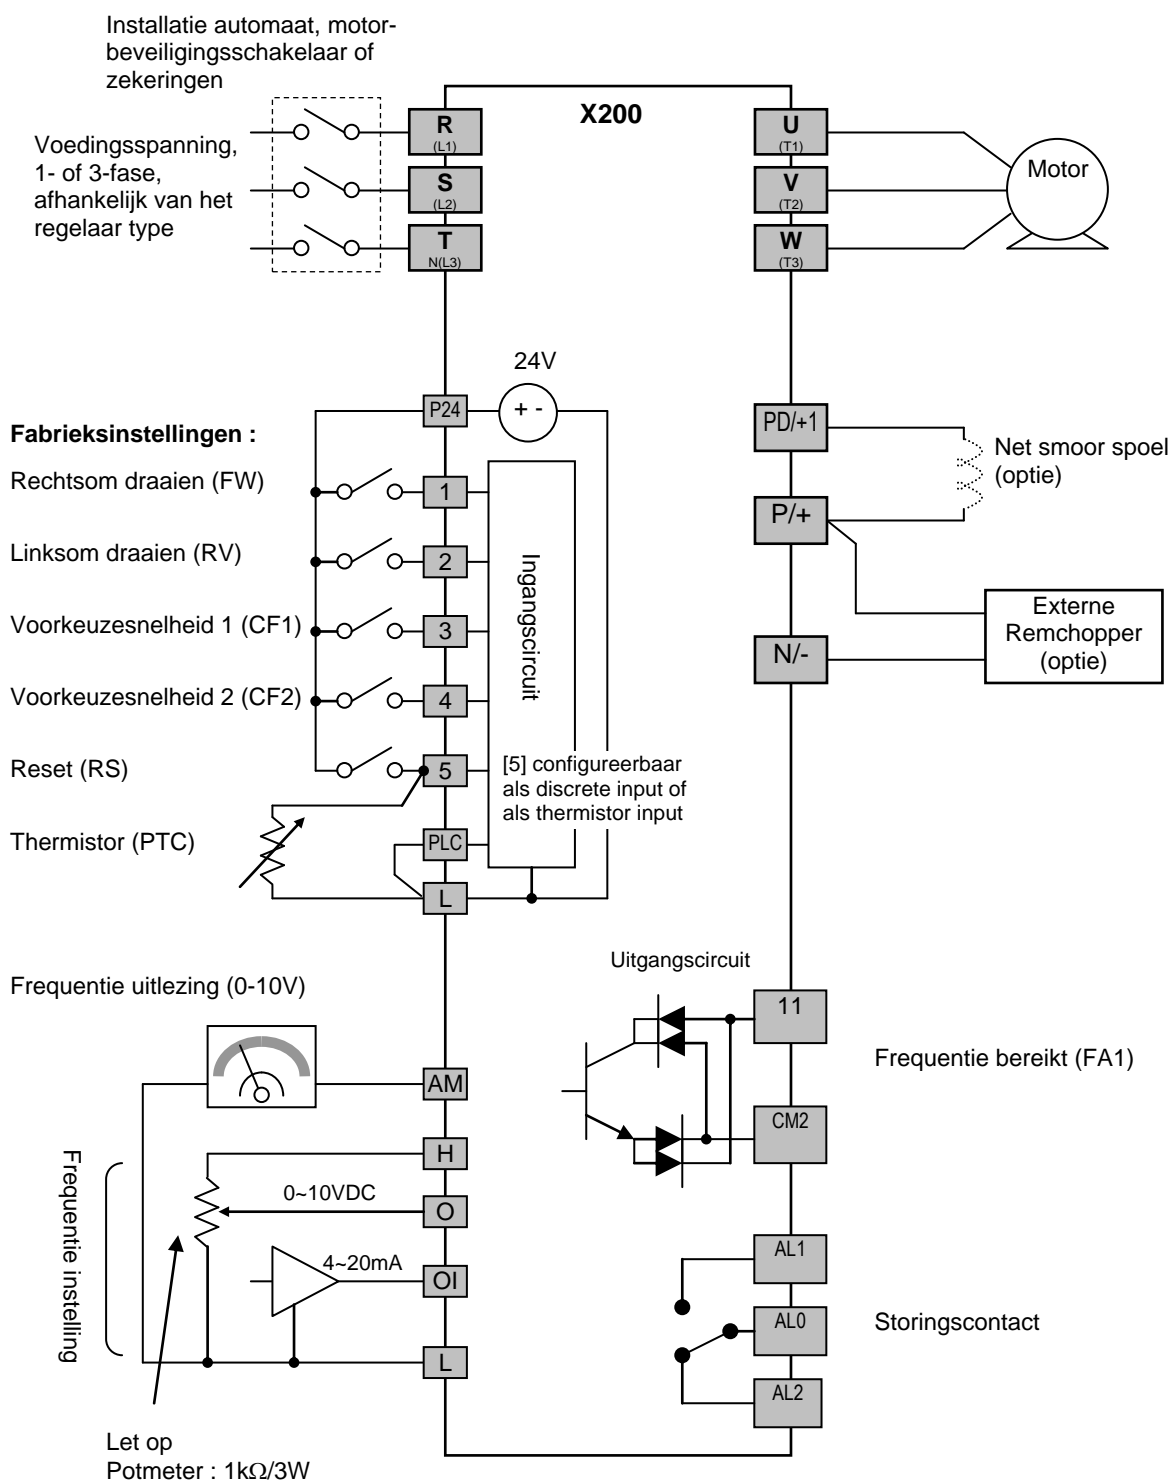 Installatie automaat, motor-
beveiligingsschakelaar of
zekeringen
X200
Voedingsspanning,
1- of 3-fase,
afhankelijk van het
regelaar type
R
(L1)
S
(L2)
T
N(L3)
U
(T1)
V
(T2)
W
(T3)
Motor
24V
P24
+ -
Fabrieksinstellingen :
Rechtsom draaien (FW)
1
Linksom draaien (RV)
2
Voorkeuzesnelheid 1 (CF1)
3
Voorkeuzesnelheid 2 (CF2)
4
Reset (RS)
5
Thermistor (PTC)
PLC
L
Ingangscircuit
[5] configureerbaar
als discrete input of
als thermistor input
PD/+1
Net smoor spoel
(optie)
P/+
Externe
Remchopper
(optie)
N/-
Uitgangscircuit
11
Frequentie bereikt (FA1)
CM2
Frequentie uitlezing (0-10V)
AM
H
0~10VDC
O
4~20mA
OI
L
Frequentie instelling
AL1
AL0
Storingscontact
AL2
Let op
Potmeter : 1kΩ/3W